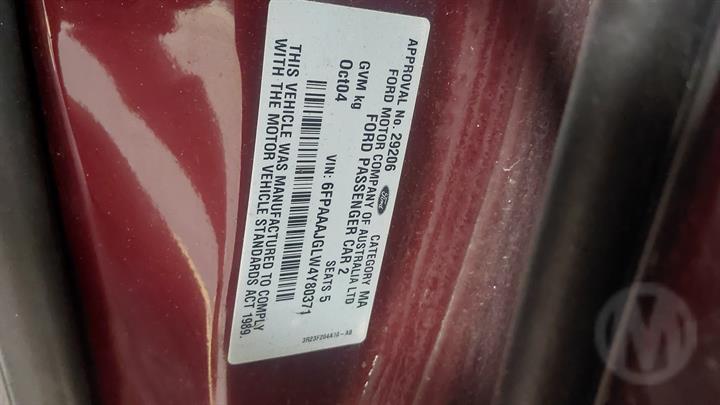 APPROVAL No. 29206 CATEGORY MA
FORD MOTOR COMPANY OF AUSTRALIA LTD
Ford
FORD PASSENGER CAR 2
GVM kg
Oct04 SEATS 5
VIN: 6FPAAAJGLW4Y80371
THIS VEHICLE WAS MANUFACTURED TO COMPLY
WITH THE MOTOR VEHICLE STANDARDS ACT 1989.
M